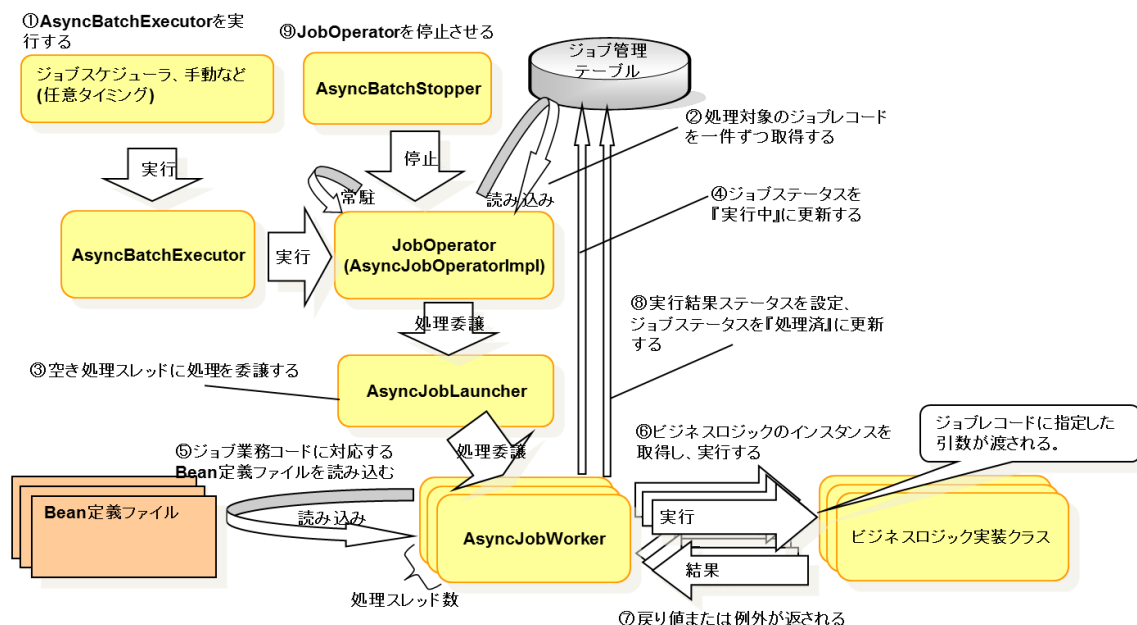 ①AsyncBatchExecutorを実
行する
ジョブスケジューラ、手動など
(任意タイミング)
⑨JobOperatorを停止させる
AsyncBatchStopper
ジョブ管理
テーブル
②処理対象のジョブレコード
を一件ずつ取得する
実行
停止
常駐
読み込み
④ジョブステータスを
『実行中』に更新する
AsyncBatchExecutor
実行
JobOperator
(AsyncJobOperatorImpl)
処理委譲
⑧実行結果ステータスを設定、
ジョブステータスを『処理済』に更新
する
③空き処理スレッドに処理を委譲する
AsyncJobLauncher
処理委譲
⑤ジョブ業務コードに対応する
Bean定義ファイルを読み込む
⑥ビジネスロジックのインスタンスを
取得し、実行する
ジョブレコードに指定した
引数が渡される。
Bean定義ファイル
読み込み
AsyncJobWorker
実行
ビジネスロジック実装クラス
結果
処理スレッド数
⑦戻り値または例外が返される